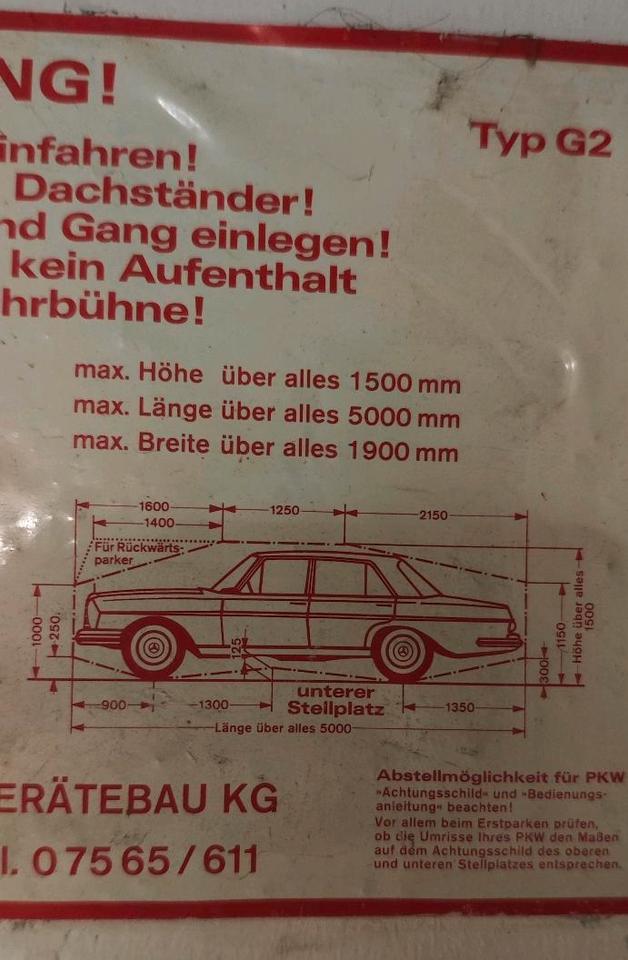 NG!
Typ G2
infahren!
Dachständer!
nd Gang einlegen!
kein Aufenthalt
hrbühne!
max. Höhe über alles 1500 mm
max. Länge über alles 5000 mm
max. Breite über alles 1900 mm
1600 1250 2150
1400
Für Rückwärts-
parker
1000
250
125
300
1150
Höhe über alles
1500
unterer
Stellplatz
900 1300 1350
Länge über alles 5000
ERÄTEBAU KG
l. 0 75 65 / 611
Abstellmöglichkeit für PKW
»Achtungsschild« und »Bedienungs-
anleitung« beachten!
Vor allem beim Erstparken prüfen,
ob die Umrisse Ihres PKW den Maßen
auf dem Achtungsschild des oberen
und unteren Stellplatzes entsprechen.